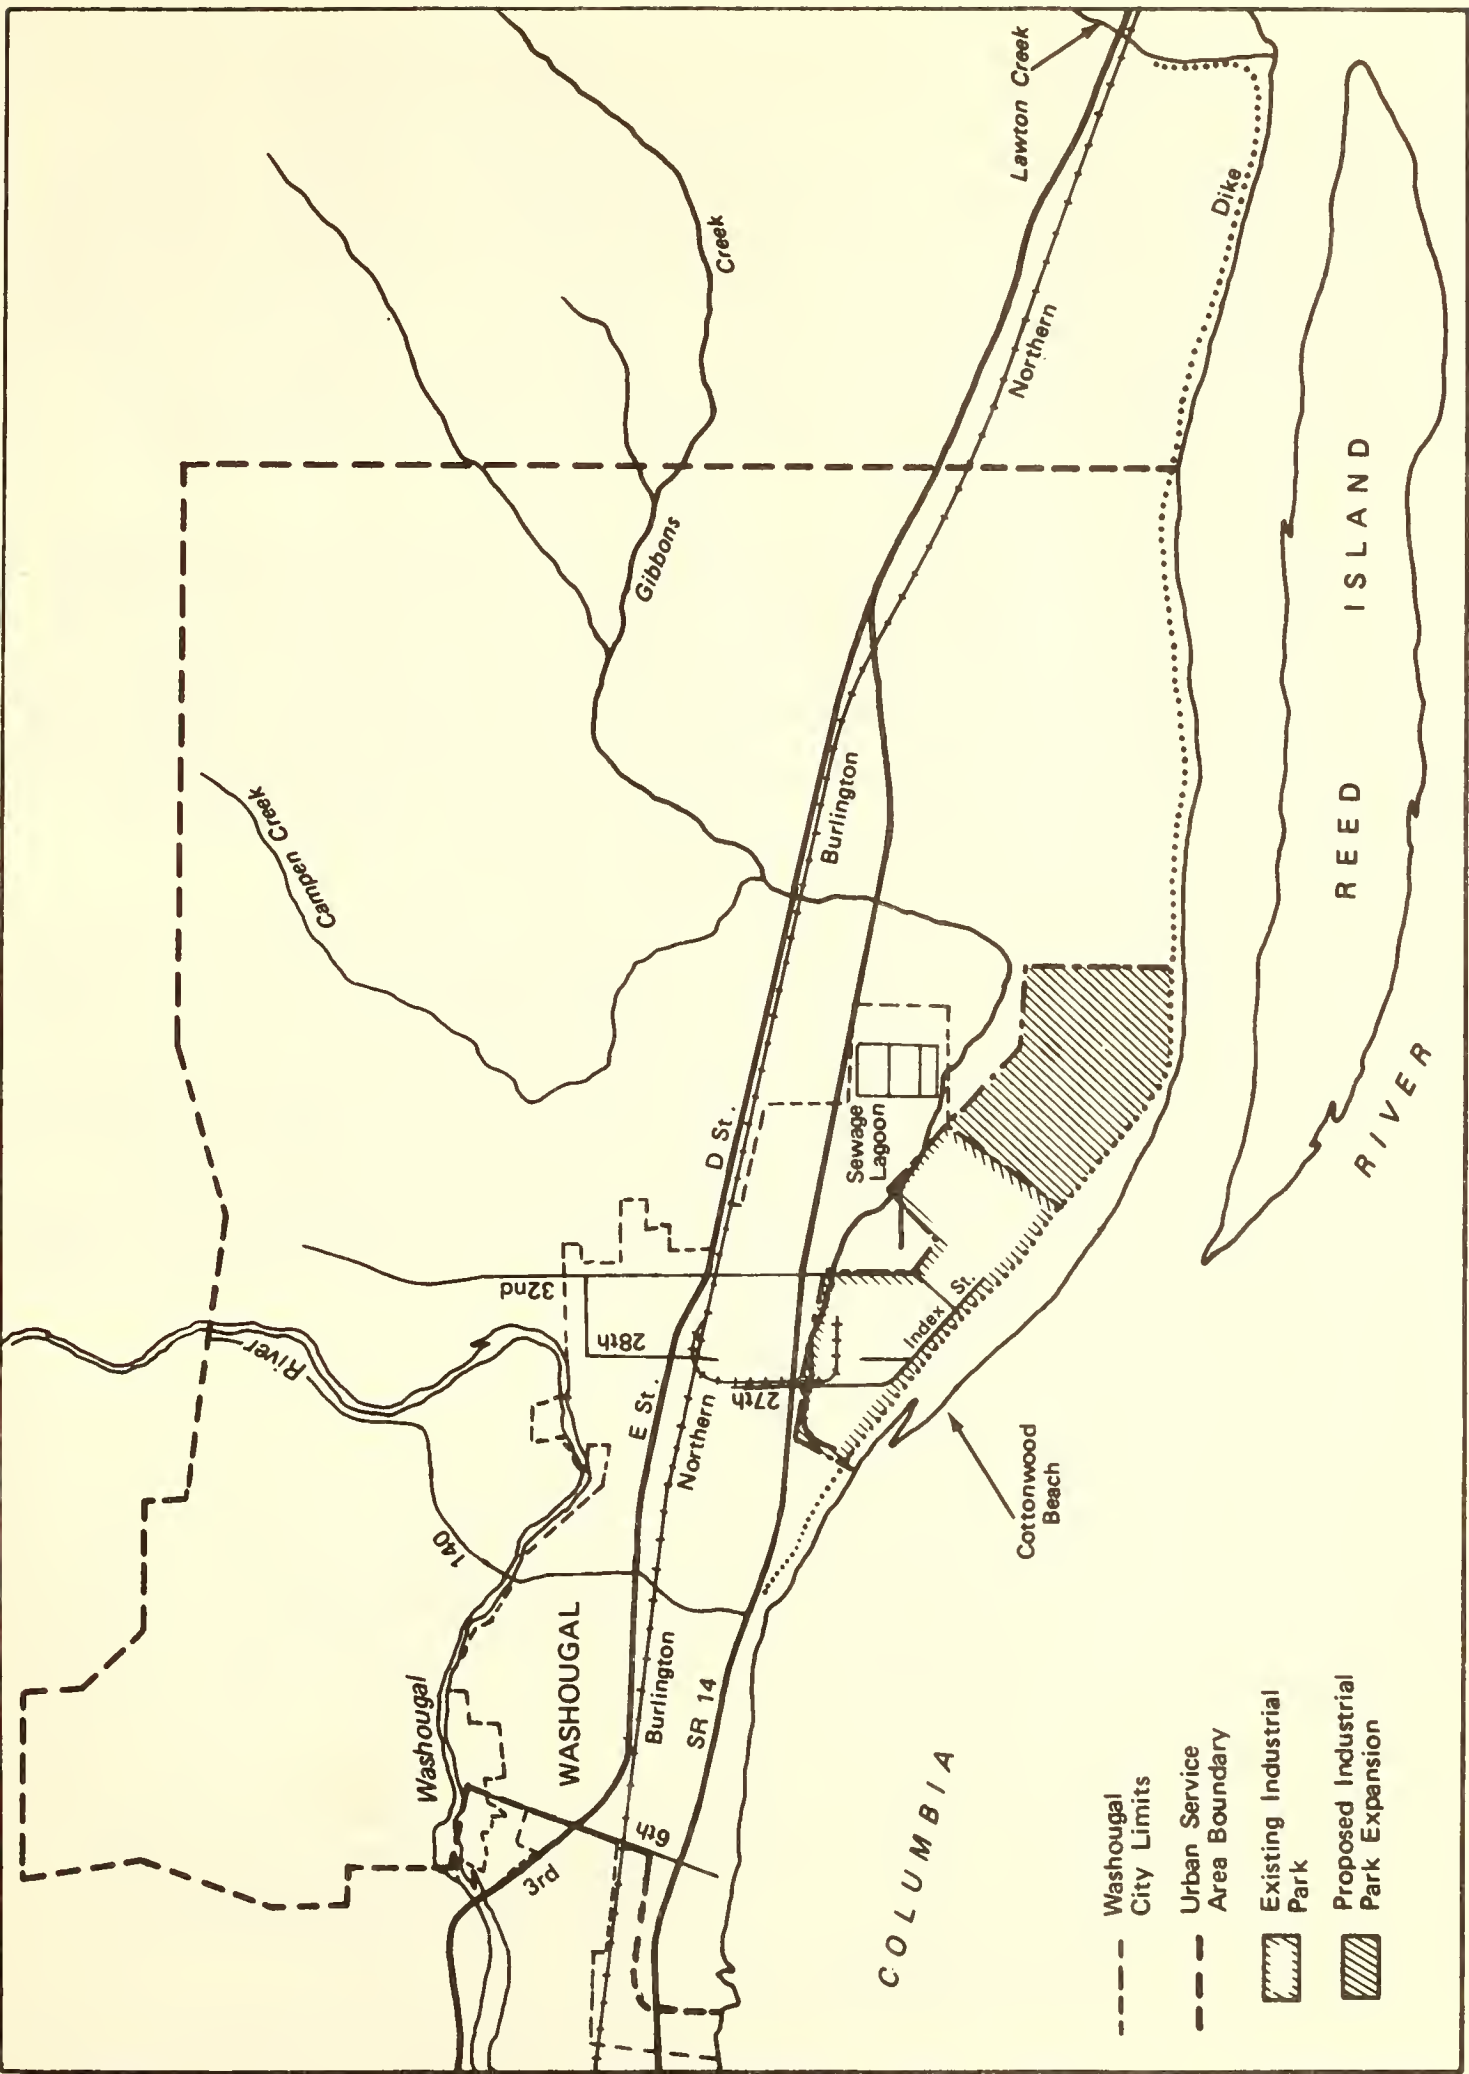 Lawton Creek
Creek
Dike
Northern
Gibbons
Campen Creek
Burlington
REED ISLAND
RIVER
D St.
Sewage
Lagoon
32nd
28th
Index St.
River
27th
E St.
Northern
Cottonwood
Beach
140
WASHOUGAL
Washougal
Burlington
SR 14
6th
3rd
COLUMBIA
Washougal
City Limits
Urban Service
Area Boundary
Existing Industrial
Park
Proposed Industrial
Park Expansion